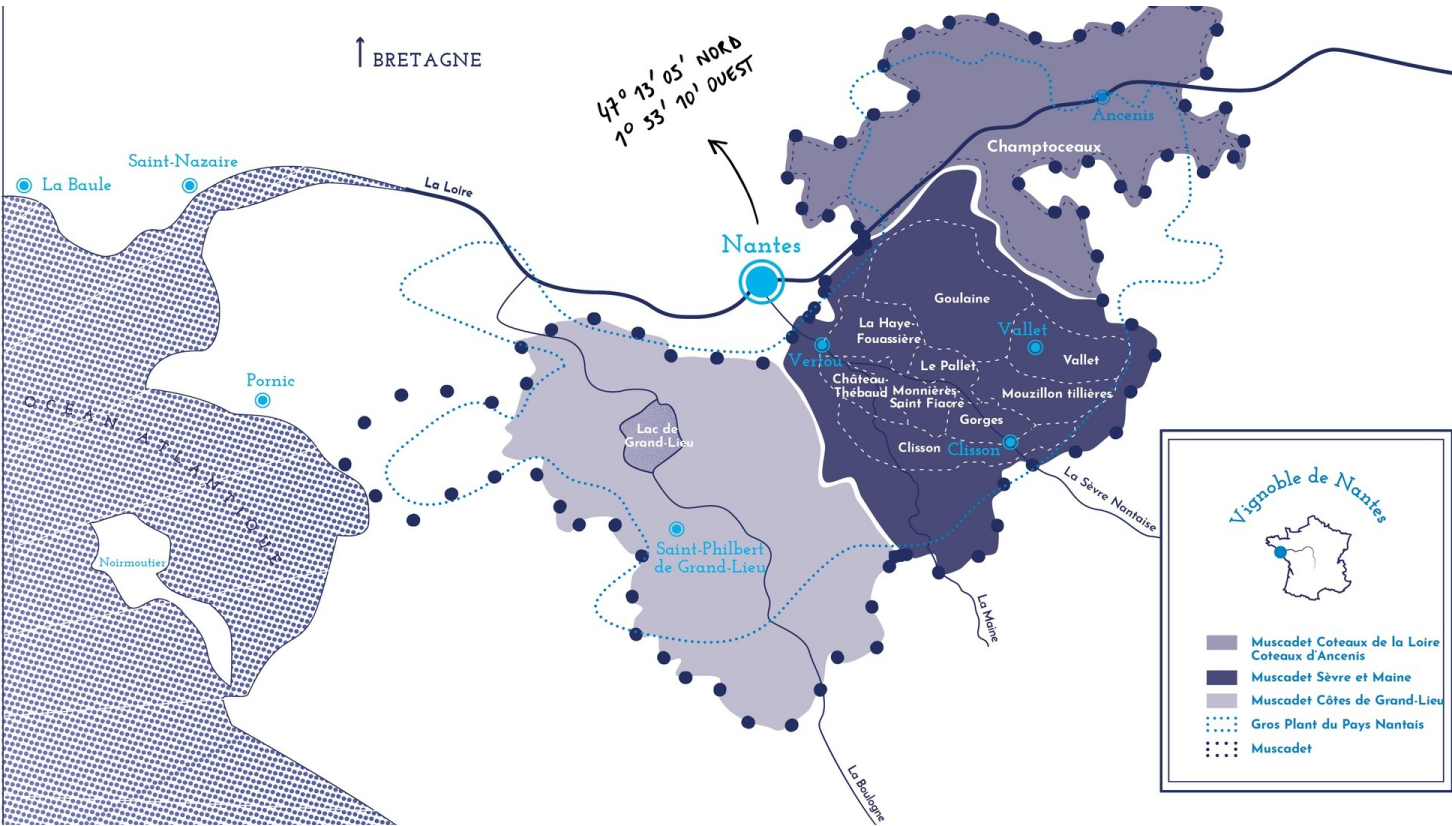 BRETAGNE
47° 13' 05' NORD
1° 33' 10' OUEST
Ancenis
Champtoceaux
Saint-Nazaire
La Baule
La Loire
Nantes
Goulaine
La Haye-
Fouassière
Vallet
Vertou
Le Pallet
Vallet
Château-
Thébaud
Monnières-
Saint Fiacre
Mouzillon tillières
Gorges
Clisson
Clisson
Pornic
OCÉAN ATLANTIQUE
Lac de
Grand-Lieu
La Sèvre Nantaise
Saint-Philbert
de Grand-Lieu
Noirmoutier
La Maine
La Boulogne
Vignoble de Nantes
Muscadet Coteaux de la Loire
Coteaux d'Ancenis
Muscadet Sèvre et Maine
Muscadet Côtes de Grand-Lieu
Gros Plant du Pays Nantais
Muscadet